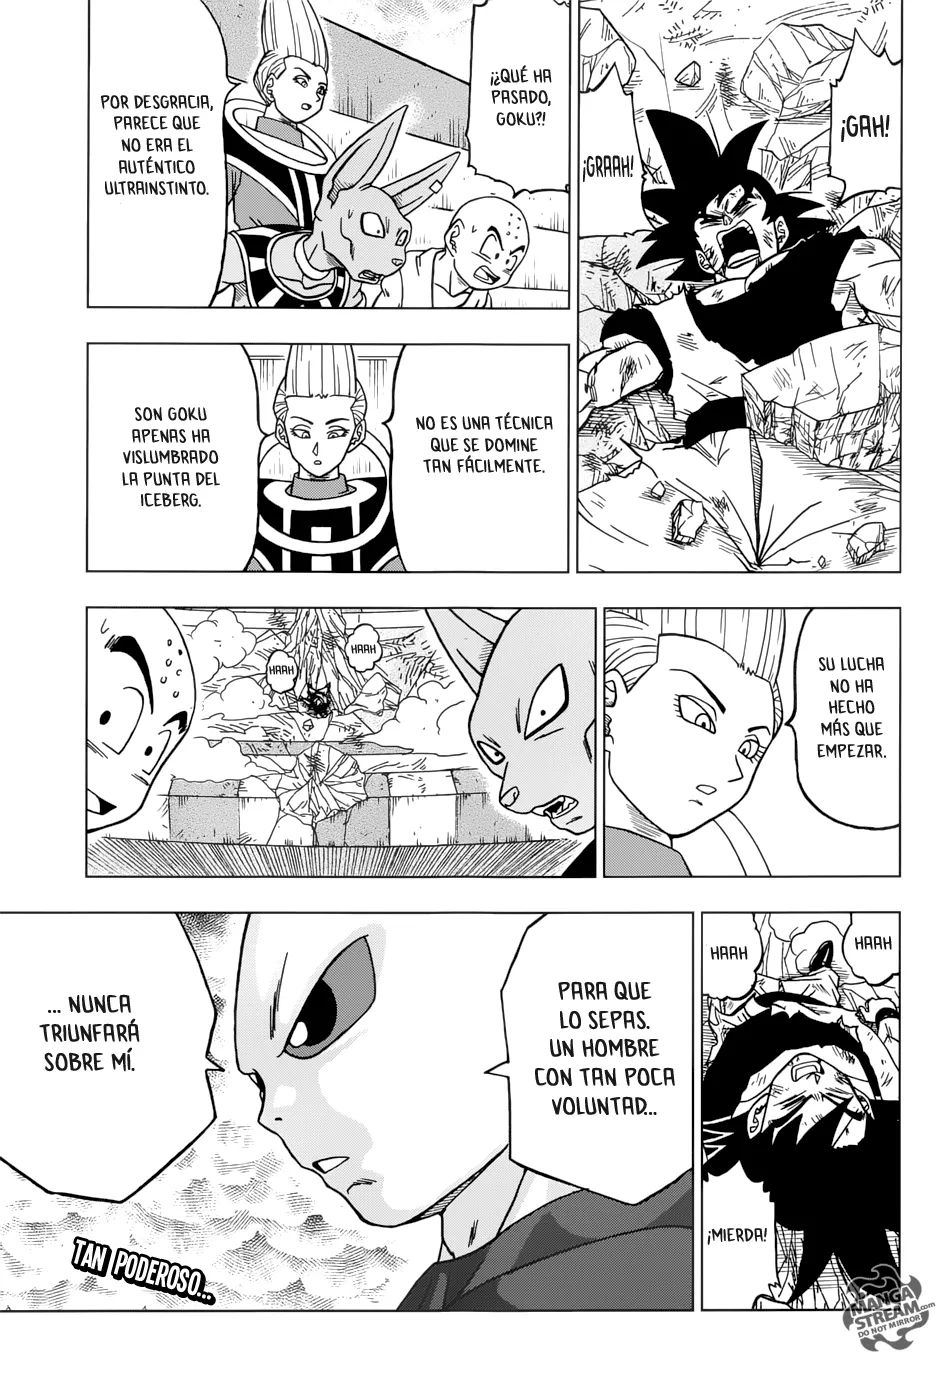 ¡GAH!
¡GRAAH!
¡¿QUÉ HA
PASADO,
GOKU?!
POR DESGRACIA,
PARECE QUE
NO ERA EL
AUTÉNTICO
ULTRAINSTINTO.
NO ES UNA TÉCNICA
QUE SE DOMINE
TAN FÁCILMENTE.
SON GOKU
APENAS HA
VISLUMBRADO
LA PUNTA DEL
ICEBERG.
SU LUCHA
NO HA
HECHO
MÁS QUE
EMPEZAR.
HAAH
HAAH
HAAH
HAAH
¡MIERDA!
PARA QUE
LO SEPAS.
UN HOMBRE
CON TAN POCA
VOLUNTAD...
... NUNCA
TRIUNFARÁ
SOBRE MÍ.
TAN PODEROSO...
MANGA
STREAM.COM
DO NOT MIRROR!